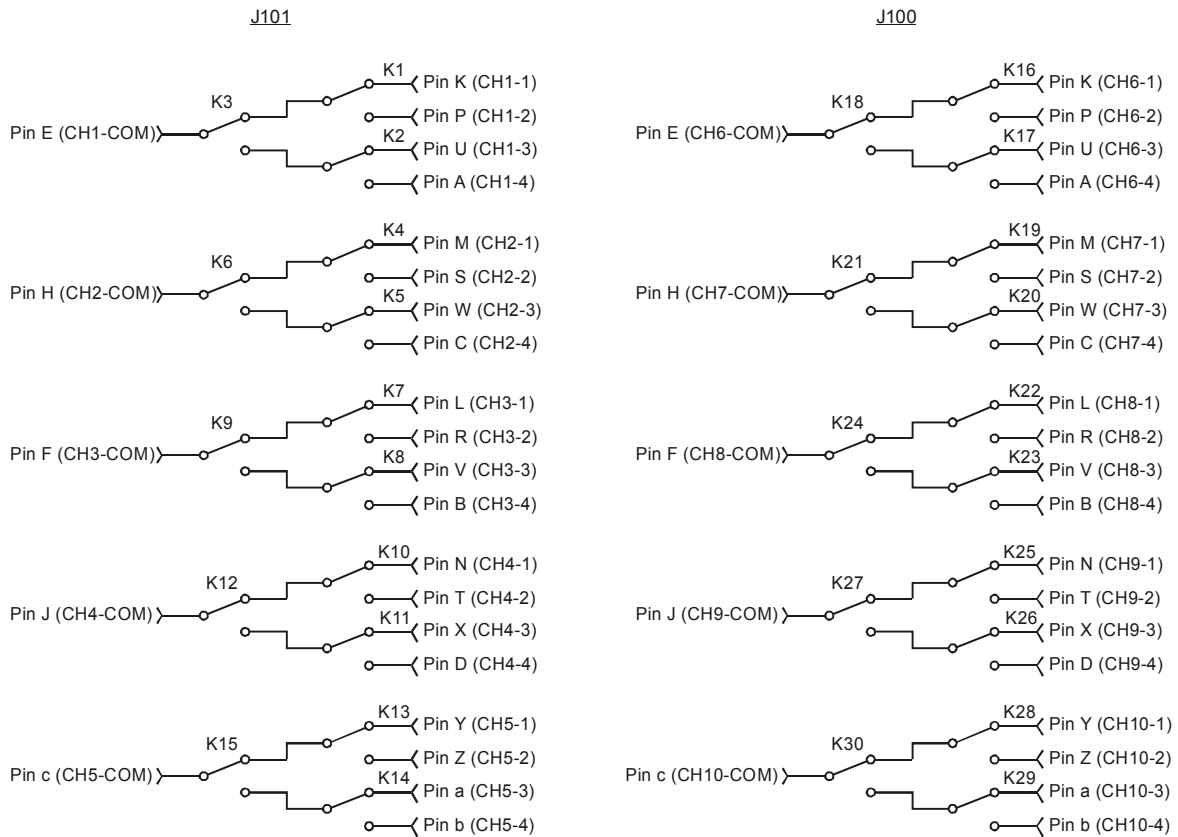 J101
K1
Pin K (CH1-1)
K3
Pin P (CH1-2)
Pin E (CH1-COM)
K2
Pin U (CH1-3)
Pin A (CH1-4)
K4
Pin M (CH2-1)
K6
Pin S (CH2-2)
Pin H (CH2-COM)
K5
Pin W (CH2-3)
Pin C (CH2-4)
K7
Pin L (CH3-1)
K9
Pin R (CH3-2)
Pin F (CH3-COM)
K8
Pin V (CH3-3)
Pin B (CH3-4)
K10
Pin N (CH4-1)
K12
Pin T (CH4-2)
Pin J (CH4-COM)
K11
Pin X (CH4-3)
Pin D (CH4-4)
K13
Pin Y (CH5-1)
K15
Pin Z (CH5-2)
Pin c (CH5-COM)
K14
Pin a (CH5-3)
Pin b (CH5-4)
J100
K16
Pin K (CH6-1)
K18
Pin P (CH6-2)
Pin E (CH6-COM)
K17
Pin U (CH6-3)
Pin A (CH6-4)
K19
Pin M (CH7-1)
K21
Pin S (CH7-2)
Pin H (CH7-COM)
K20
Pin W (CH7-3)
Pin C (CH7-4)
K22
Pin L (CH8-1)
K24
Pin R (CH8-2)
Pin F (CH8-COM)
K23
Pin V (CH8-3)
Pin B (CH8-4)
K25
Pin N (CH9-1)
K27
Pin T (CH9-2)
Pin J (CH9-COM)
K26
Pin X (CH9-3)
Pin D (CH9-4)
K28
Pin Y (CH10-1)
K30
Pin Z (CH10-2)
Pin c (CH10-COM)
K29
Pin a (CH10-3)
Pin b (CH10-4)